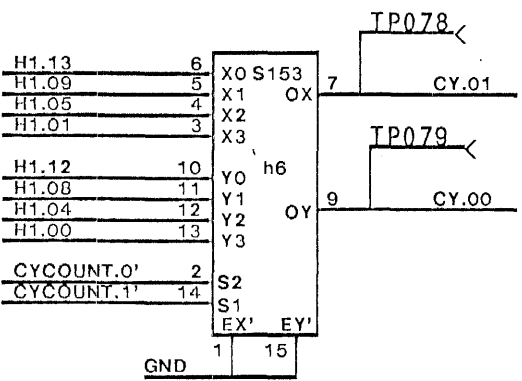 TP078
H1.13 6 X0 S153
H1.09 5 X1 OX 7 CY.01
H1.05 4 X2
H1.01 3 X3
TP079
h6
H1.12 10 Y0
H1.08 11 Y1
H1.04 12 Y2 OY 9 CY.00
H1.00 13 Y3
CYCOUNT.0' 2 S2
CYCOUNT.1' 14 S1
EX' EY'
1 15
GND